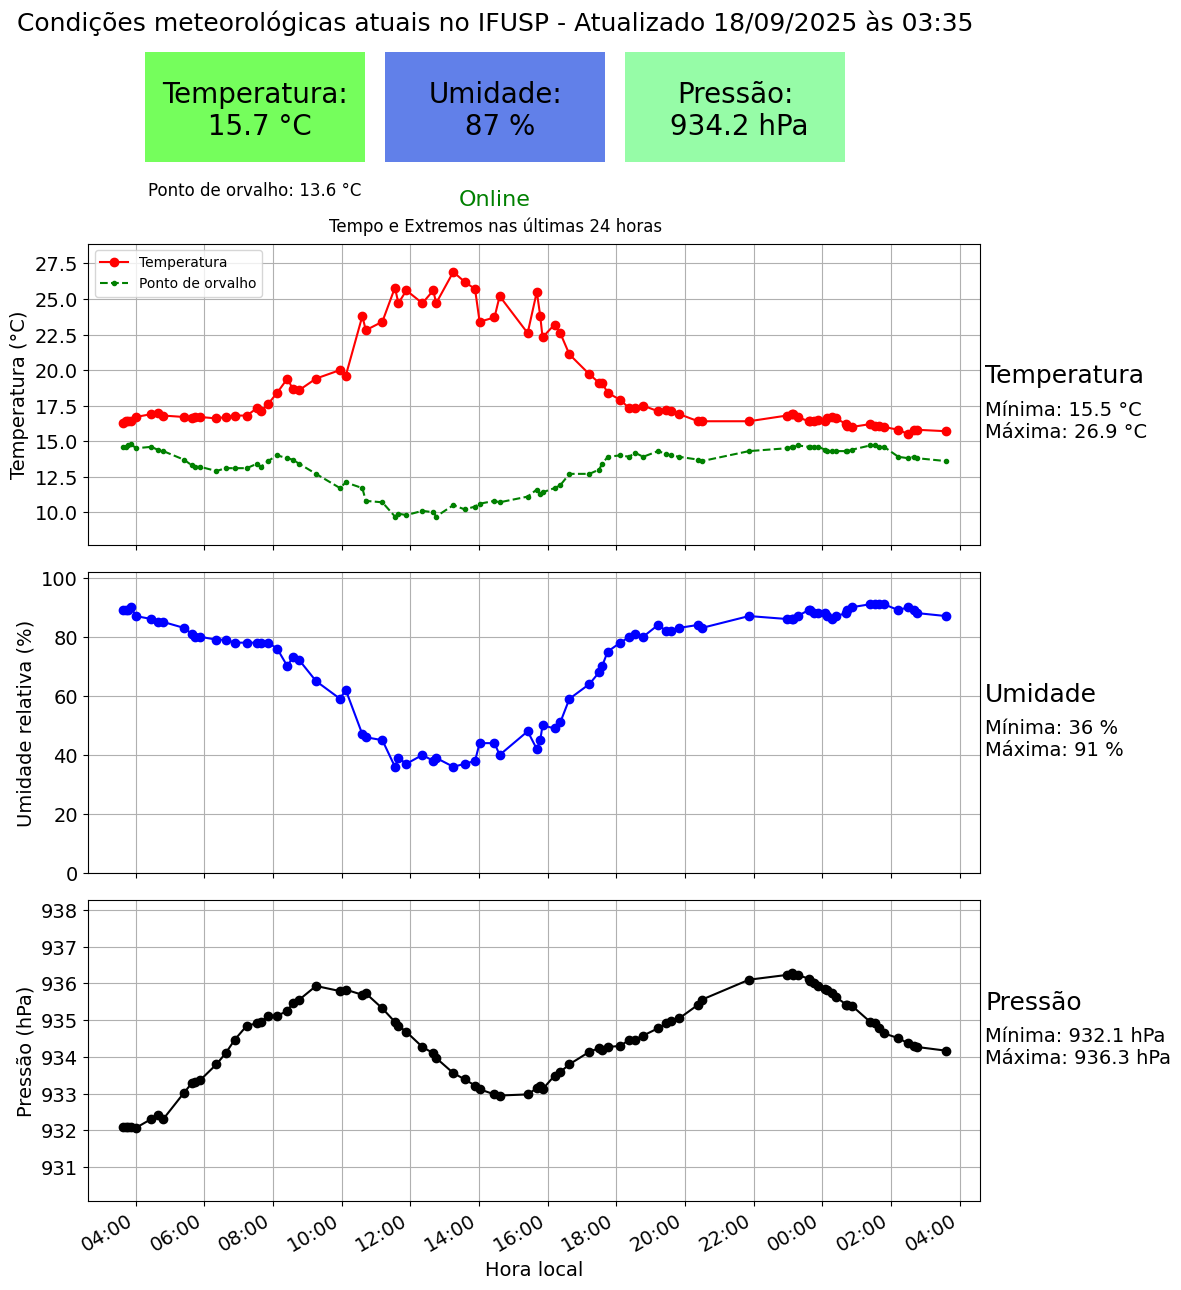 Condições meteorológicas atuais no IFUSP - Atualizado 18/09/2025 às 03:35
Temperatura:
15.7 °C
Umidade:
87 %
Pressão:
934.2 hPa
Ponto de orvalho: 13.6 °C
Online
Tempo e Extremos nas últimas 24 horas
Temperatura (°C)
27.5
25.0
22.5
20.0
17.5
15.0
12.5
10.0
Temperatura
Ponto de orvalho
Temperatura
Mínima: 15.5 °C
Máxima: 26.9 °C
Umidade relativa (%)
100
80
60
40
20
0
Umidade
Mínima: 36 %
Máxima: 91 %
Pressão (hPa)
938
937
936
935
934
933
932
931
Pressão
Mínima: 932.1 hPa
Máxima: 936.3 hPa
04:00
06:00
08:00
10:00
12:00
14:00
16:00
18:00
20:00
22:00
00:00
02:00
04:00
Hora local